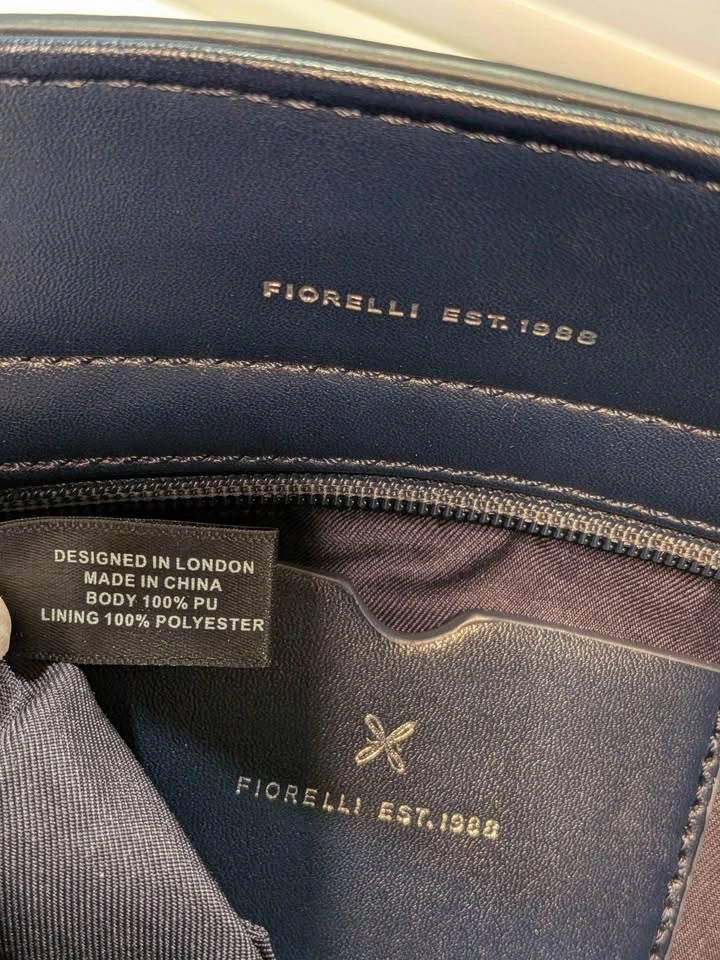 FIORELLI EST. 1988
DESIGNED IN LONDON
MADE IN CHINA
BODY 100% PU
LINING 100% POLYESTER
FIORELLI EST. 1988